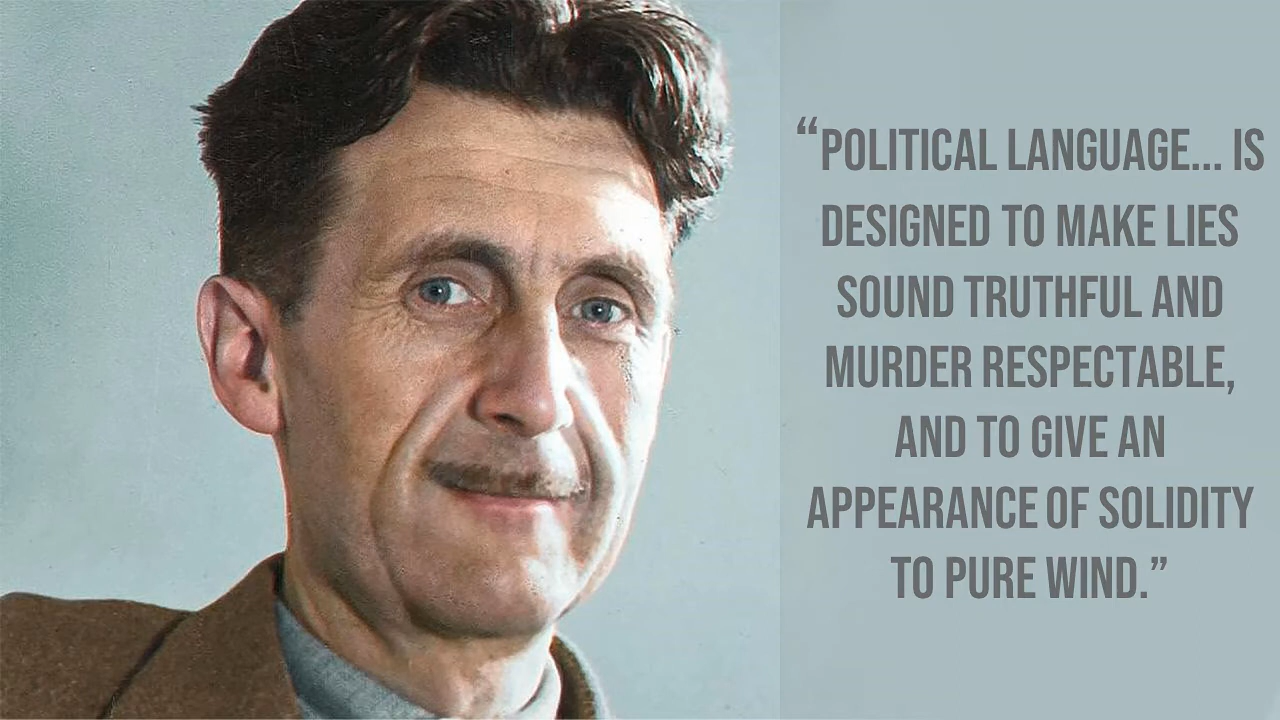 “POLITICAL LANGUAGE... IS
DESIGNED TO MAKE LIES
SOUND TRUTHFUL AND
MURDER RESPECTABLE,
AND TO GIVE AN
APPEARANCE OF SOLIDITY
TO PURE WIND.”